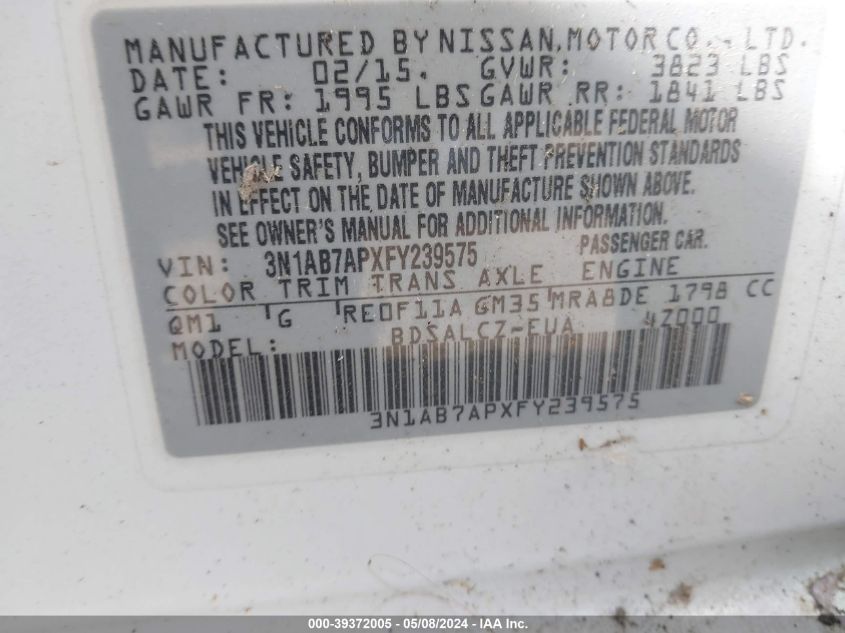 MANUFACTURED BY NISSAN MOTOR CO., LTD.
DATE: 02/15. GVWR: 3823 LBS
GAWR FR: 1995 LBS GAWR RR: 1841 LBS
THIS VEHICLE CONFORMS TO ALL APPLICABLE FEDERAL MOTOR
VEHICLE SAFETY, BUMPER AND THEFT PREVENTION STANDARDS
IN EFFECT ON THE DATE OF MANUFACTURE SHOWN ABOVE.
SEE OWNER'S MANUAL FOR ADDITIONAL INFORMATION.
VIN: 3N1AB7APXFY239575 PASSENGER CAR.
COLOR TRIM TRANS AXLE ENGINE
QM1 G RE0F11A GM35 MRA8DE 1798 CC
MODEL: BDSALCZ-EUA 4Z000
3N1AB7APXFY239575
000-39372005 - 05/08/2024 - IAA Inc.